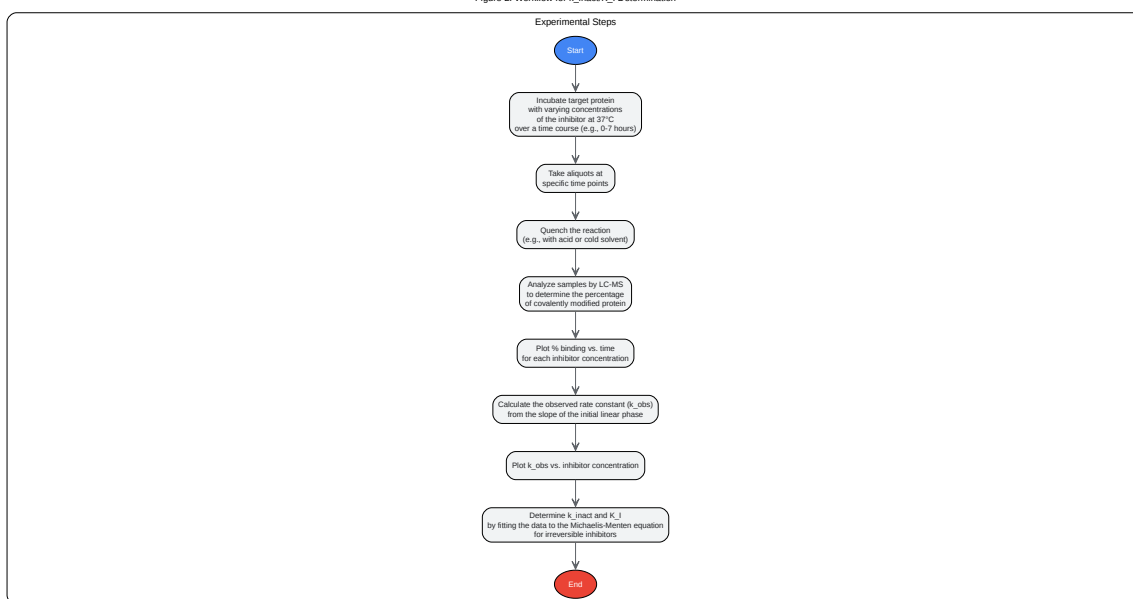 Experimental Steps
Start
Incubate target protein
with varying concentrations
of the inhibitor at 37°C
over a time course (e.g., 0-7 hours)
Take aliquots at
specific time points
Quench the reaction
(e.g., with acid or cold solvent)
Analyze samples by LC-MS
to determine the percentage
of covalently modified protein
Plot % binding vs. time
for each inhibitor concentration
Calculate the observed rate constant (k_obs)
from the slope of the initial linear phase
Plot k_obs vs. inhibitor concentration
Determine k_inact and K_I
by fitting the data to the Michaelis-Menten equation
for irreversible inhibitors
End